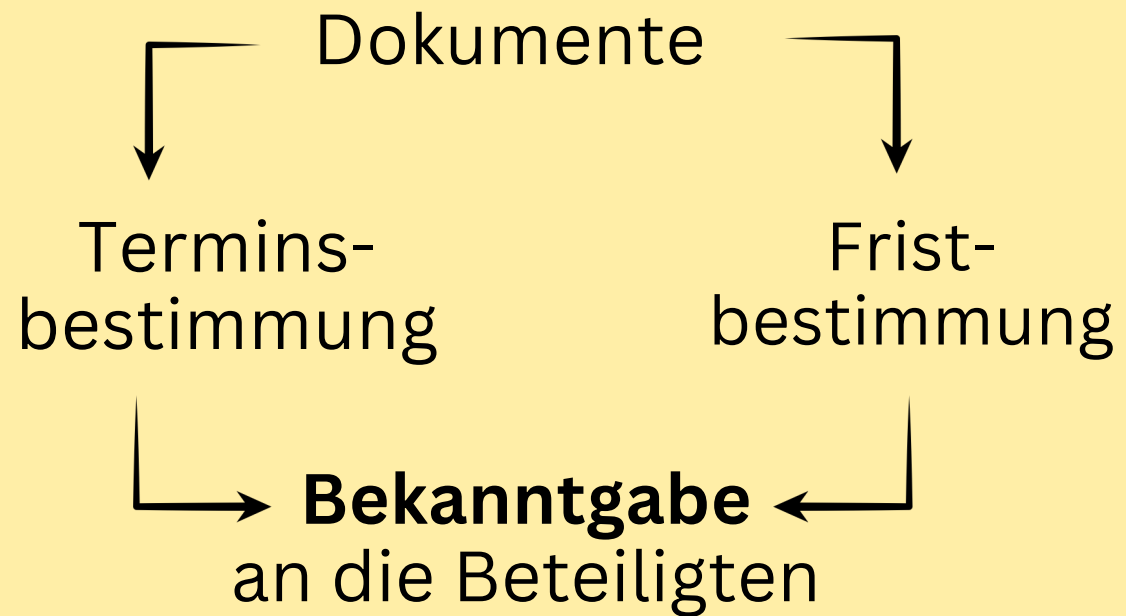 Dokumente
Termins-
bestimmung
Frist-
bestimmung
Bekanntgabe
an die Beteiligten